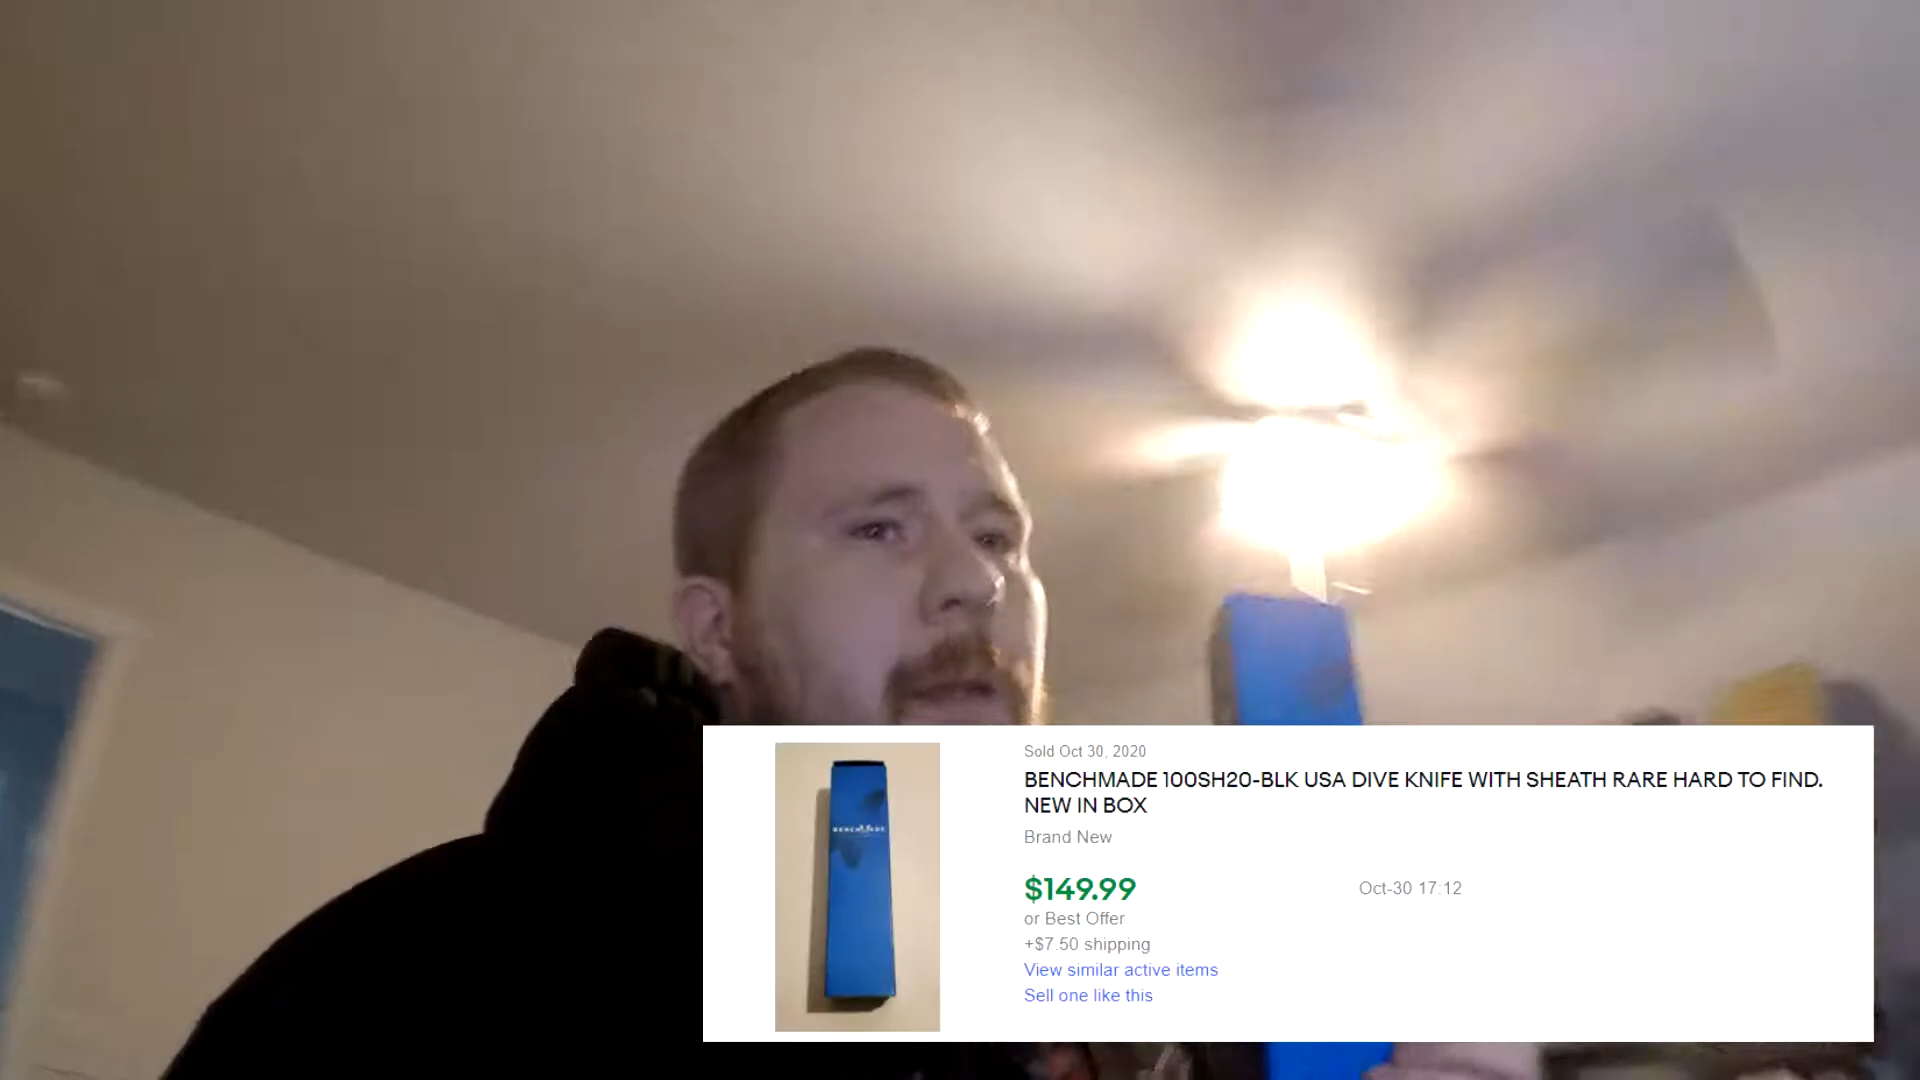 Sold Oct 30, 2020
BENCHMADE 100SH20-BLK USA DIVE KNIFE WITH SHEATH RARE HARD TO FIND.
NEW IN BOX
Brand New
$149.99
Oct-30 17:12
or Best Offer
+$7.50 shipping
View similar active items
Sell one like this
BENCHMADE